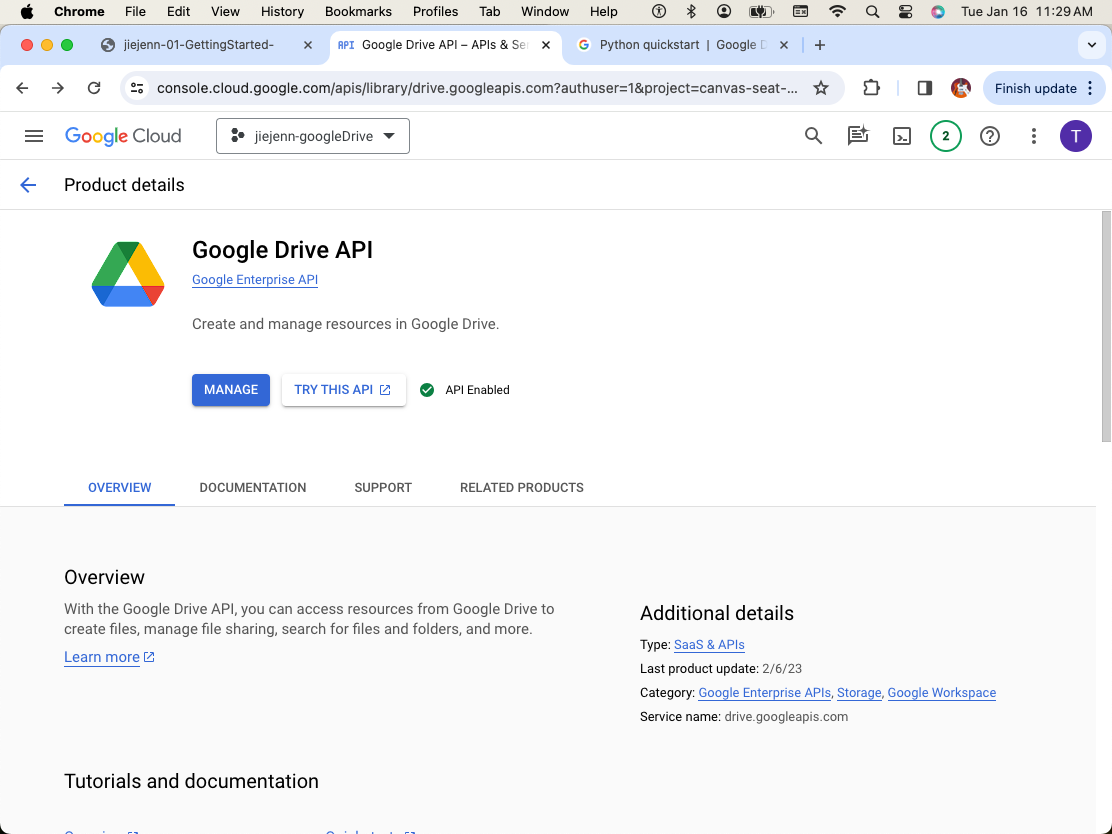 Chrome File Edit View History Bookmarks Profiles Tab Window Help Tue Jan 16 11:29 AM
jiejenn-01-GettingStarted- API Google Drive API – APIs & Se Python quickstart | Google
console.cloud.google.com/apis/library/drive.googleapis.com?authuser=1&project=canvas-seat-... Finish update
Google Cloud jiejenn-googleDrive 2 T
Product details
Google Drive API
Google Enterprise API
Create and manage resources in Google Drive.
MANAGE TRY THIS API API Enabled
OVERVIEW DOCUMENTATION SUPPORT RELATED PRODUCTS
Overview
With the Google Drive API, you can access resources from Google Drive to
create files, manage file sharing, search for files and folders, and more.
Learn more
Additional details
Type: SaaS & APIs
Last product update: 2/6/23
Category: Google Enterprise APIs, Storage, Google Workspace
Service name: drive.googleapis.com
Tutorials and documentation